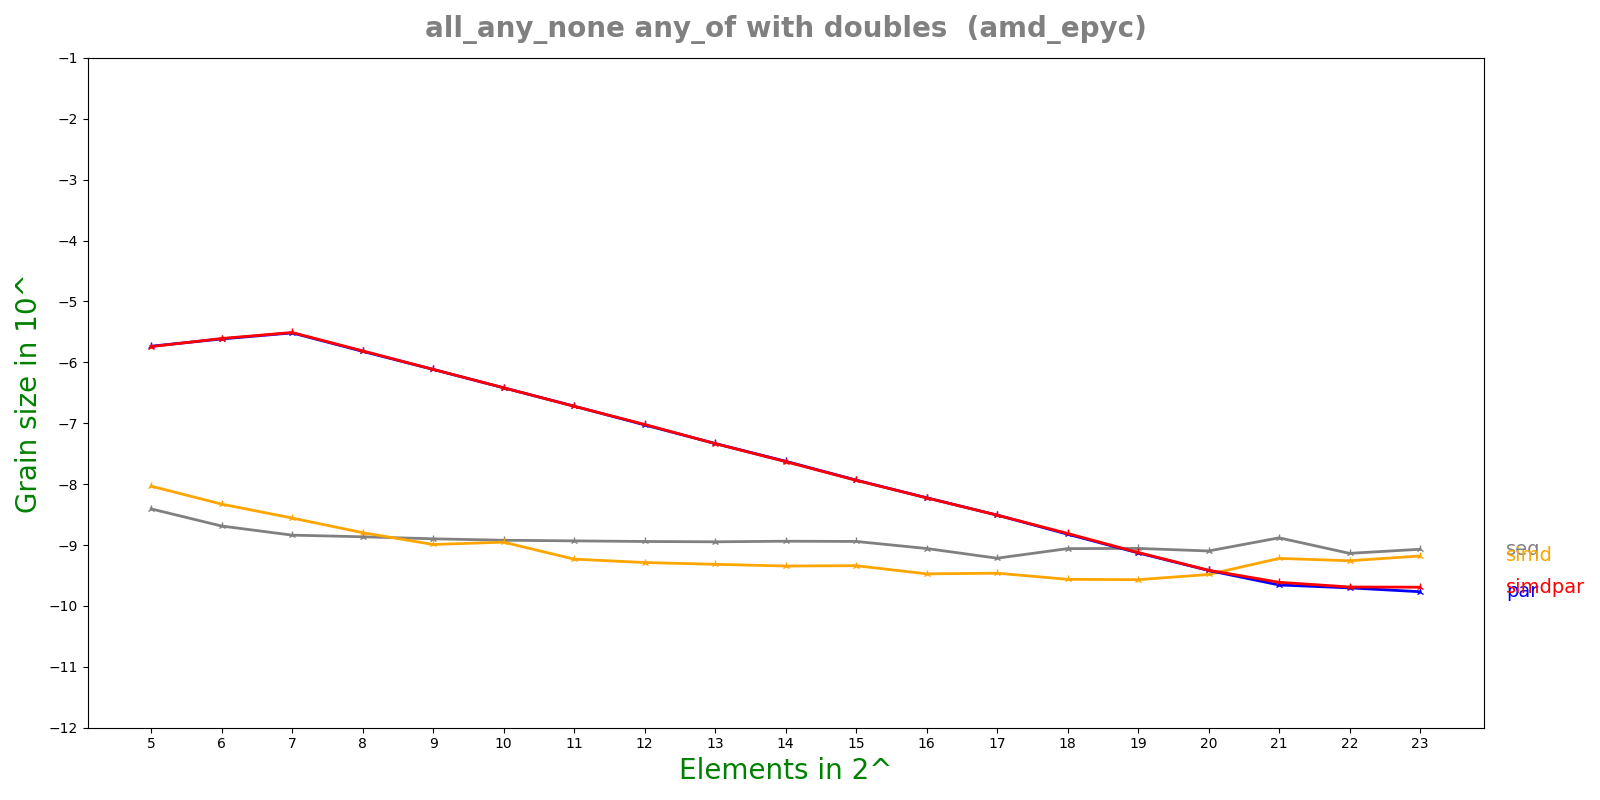 all_any_none any_of with doubles (amd_epyc)
Grain size in 10^
−1
−2
−3
−4
−5
−6
−7
−8
−9
−10
−11
−12
seq
simd
simdpar
par
5 6 7 8 9 10 11 12 13 14 15 16 17 18 19 20 21 22 23
Elements in 2^